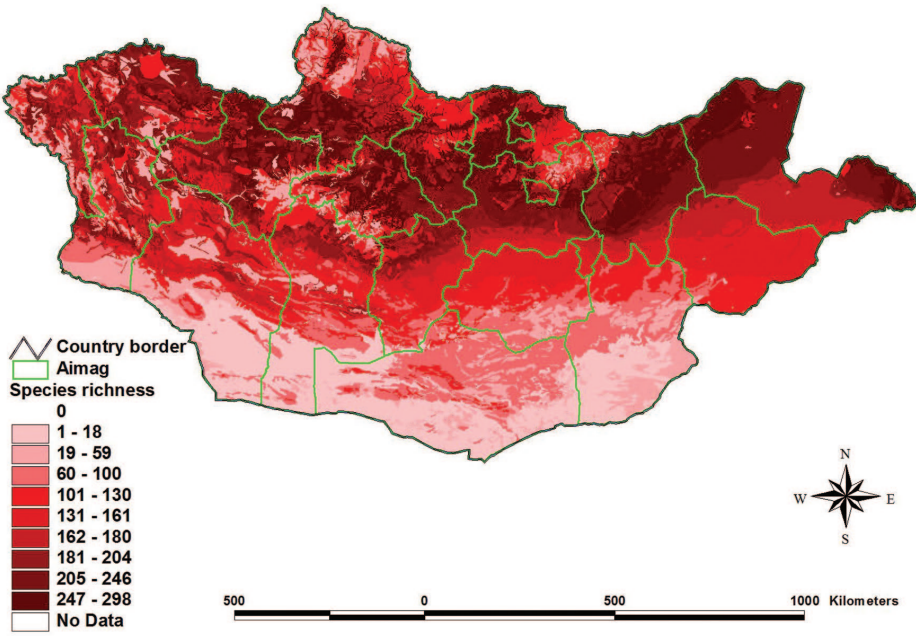 Country border
Aimag
Species richness
0
1 - 18
19 - 59
60 - 100
101 - 130
131 - 161
162 - 180
181 - 204
205 - 246
247 - 298
No Data
N
W E
S
500 0 500 1000 Kilometers